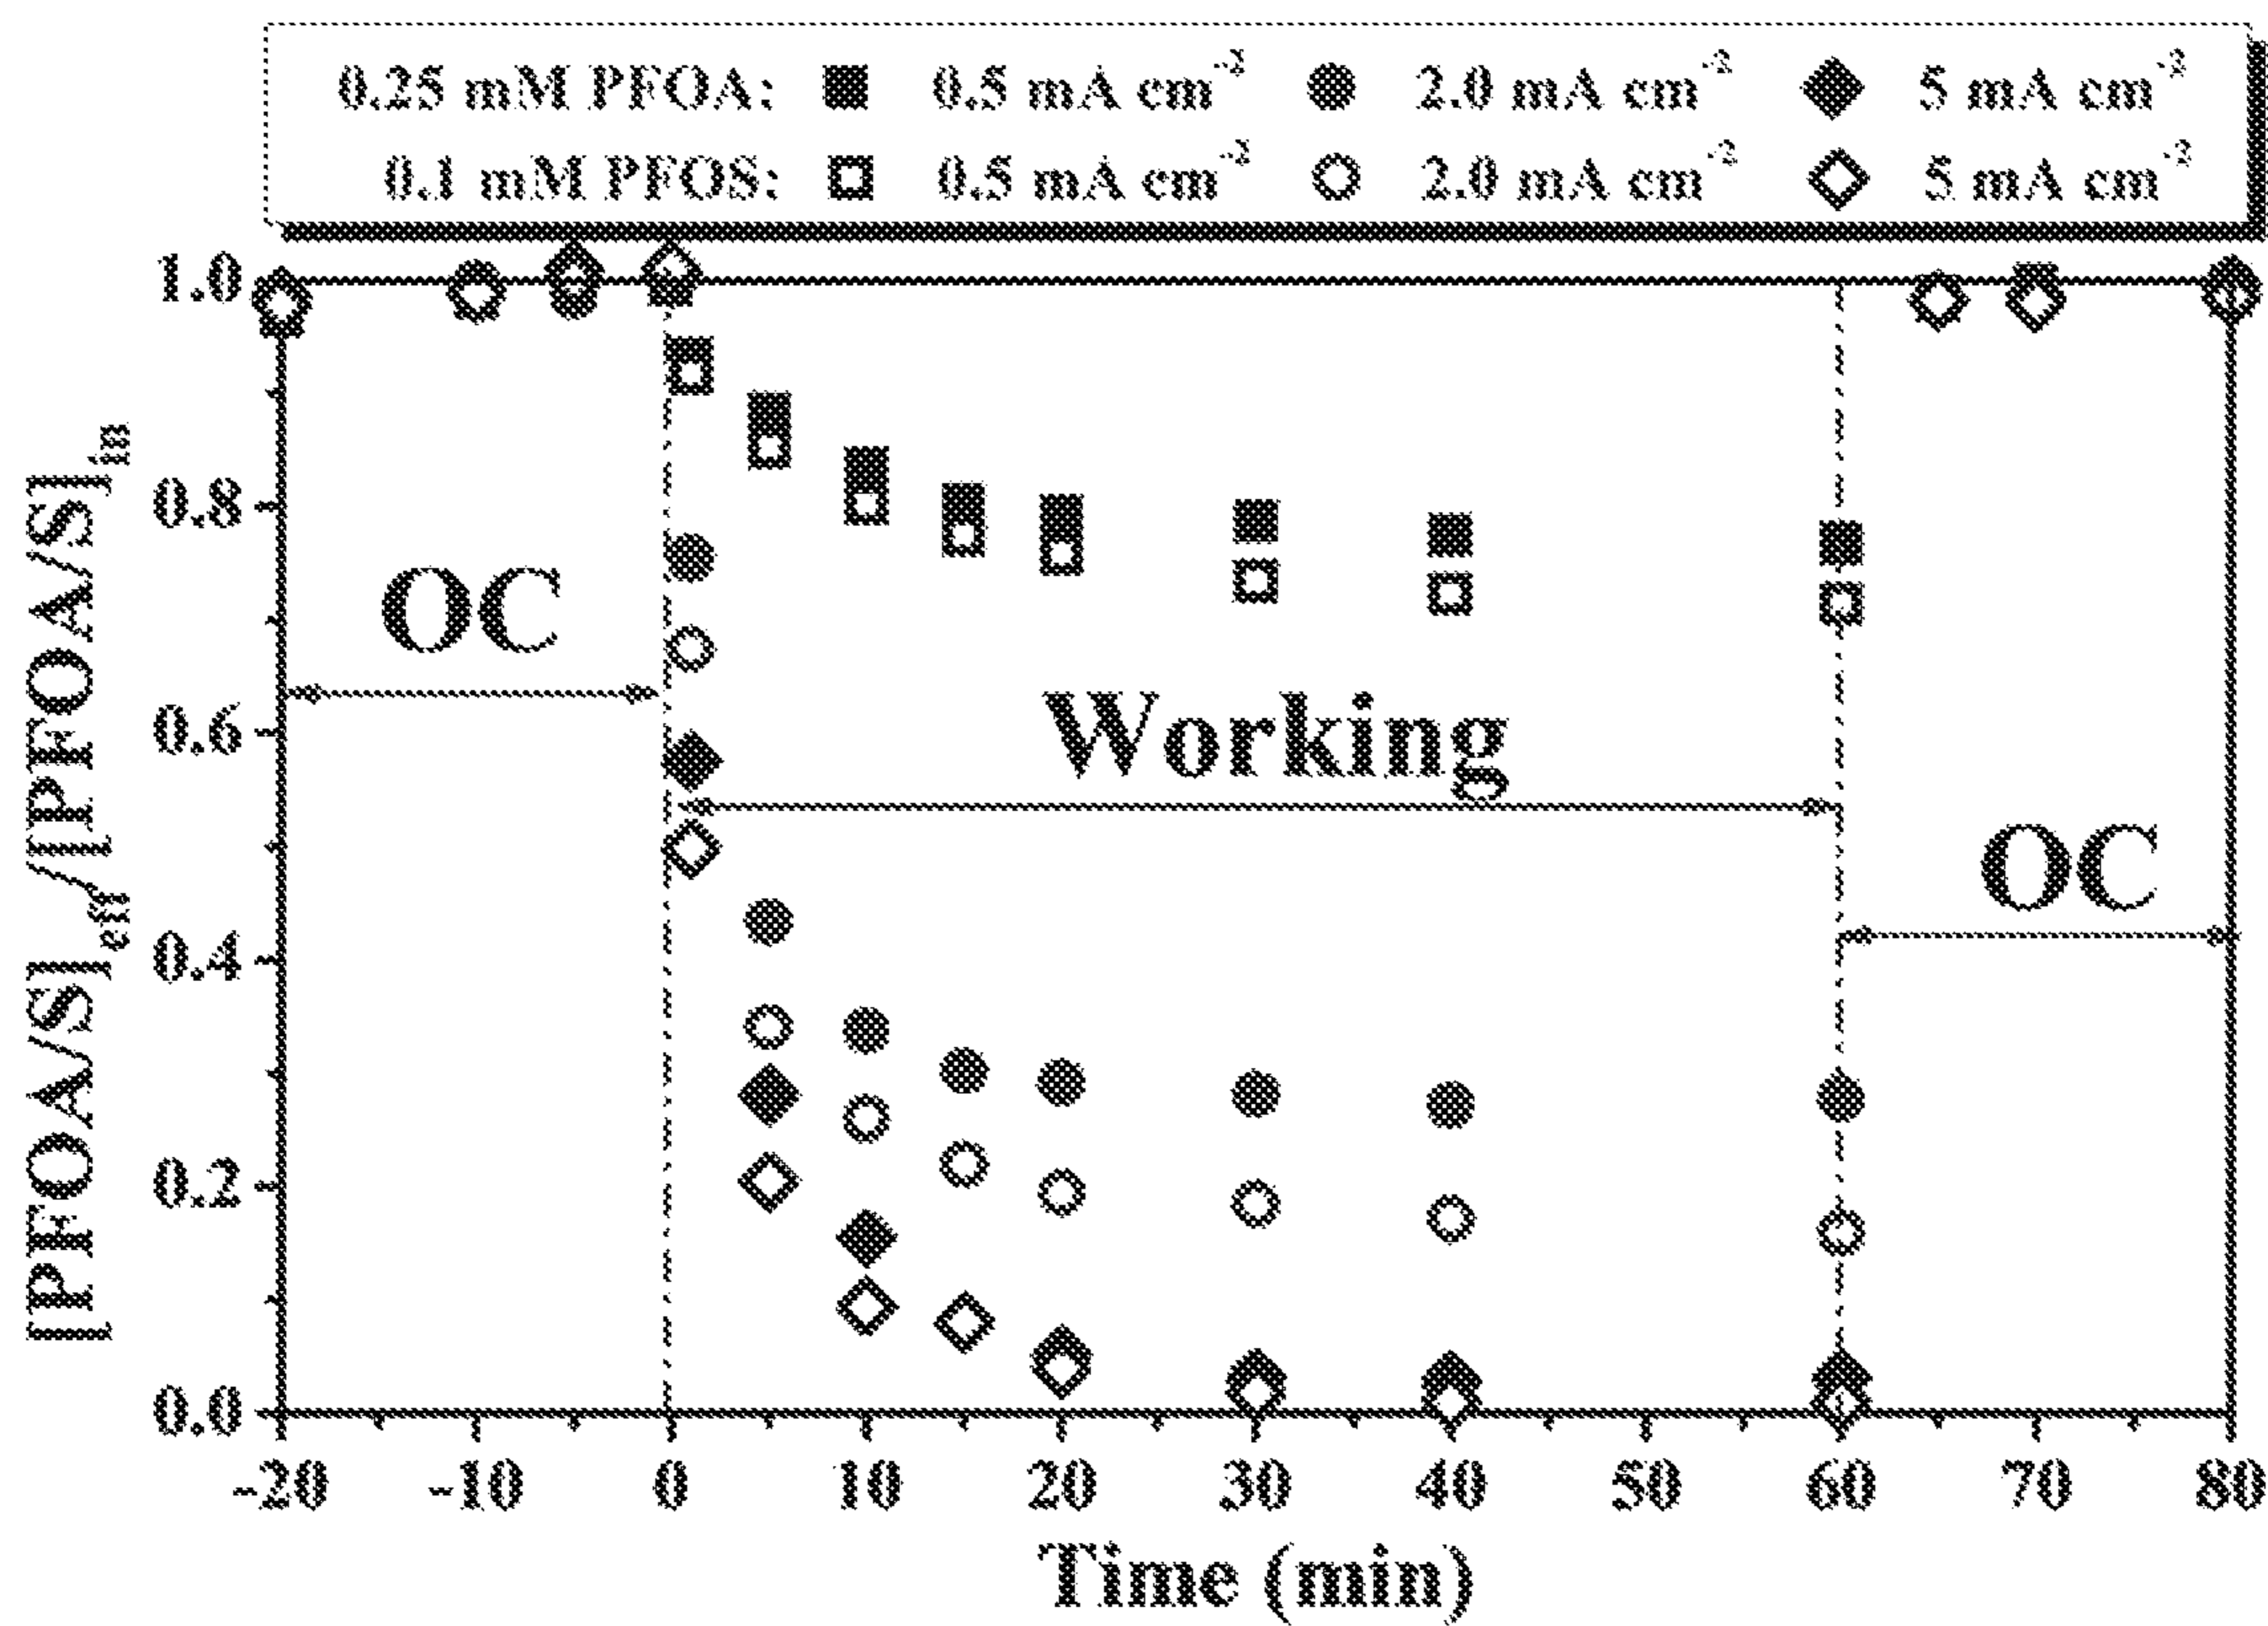 0.25 mM PFOA: ■ 0.5 mA cm⁻² ● 2.0 mA cm⁻² ◆ 5 mA cm⁻²
0.1 mM PFOS: □ 0.5 mA cm⁻² ○ 2.0 mA cm⁻² ◇ 5 mA cm⁻²
[PFOA/S]eff/[PFOA/S]in
1.0
0.8
0.6
0.4
0.2
0.0
OC
Working
OC
-20 -10 0 10 20 30 40 50 60 70 80
Time (min)